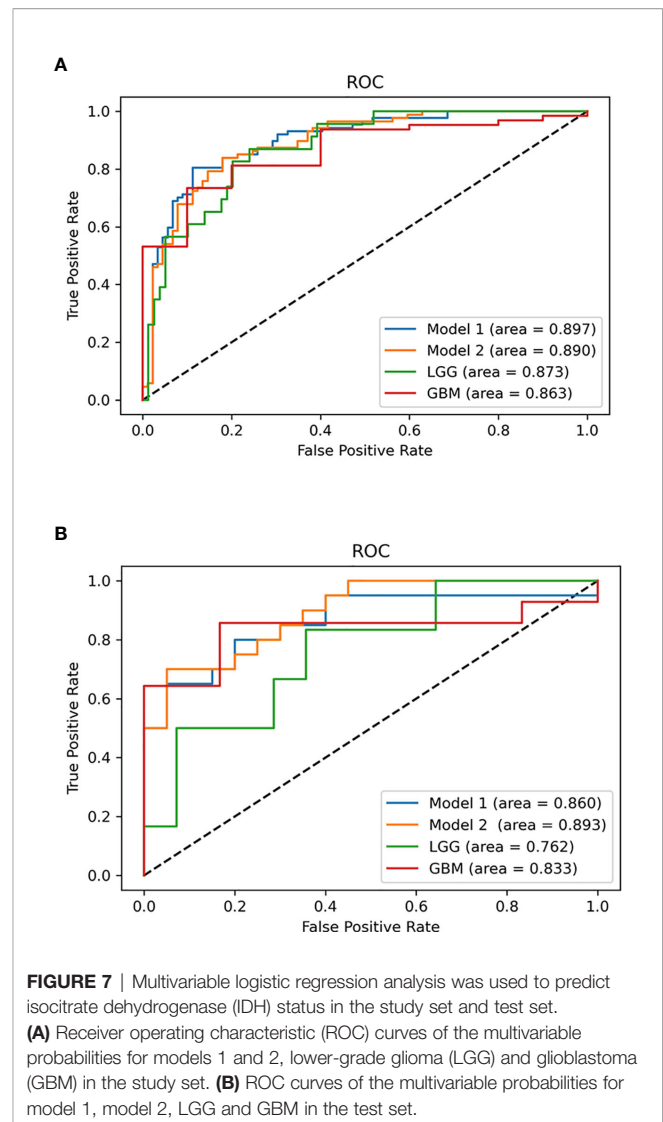 A
ROC
1.0
0.8
0.6
0.4
0.2
0.0
True Positive Rate
Model 1 (area = 0.897)
Model 2 (area = 0.890)
LGG (area = 0.873)
GBM (area = 0.863)
0.0 0.2 0.4 0.6 0.8 1.0
False Positive Rate
B
ROC
1.0
0.8
0.6
0.4
0.2
0.0
True Positive Rate
Model 1 (area = 0.860)
Model 2 (area = 0.893)
LGG (area = 0.762)
GBM (area = 0.833)
0.0 0.2 0.4 0.6 0.8 1.0
False Positive Rate
FIGURE 7 | Multivariable logistic regression analysis was used to predict
isocitrate dehydrogenase (IDH) status in the study set and test set.
(A) Receiver operating characteristic (ROC) curves of the multivariable
probabilities for models 1 and 2, lower-grade glioma (LGG) and glioblastoma
(GBM) in the study set. (B) ROC curves of the multivariable probabilities for
model 1, model 2, LGG and GBM in the test set.